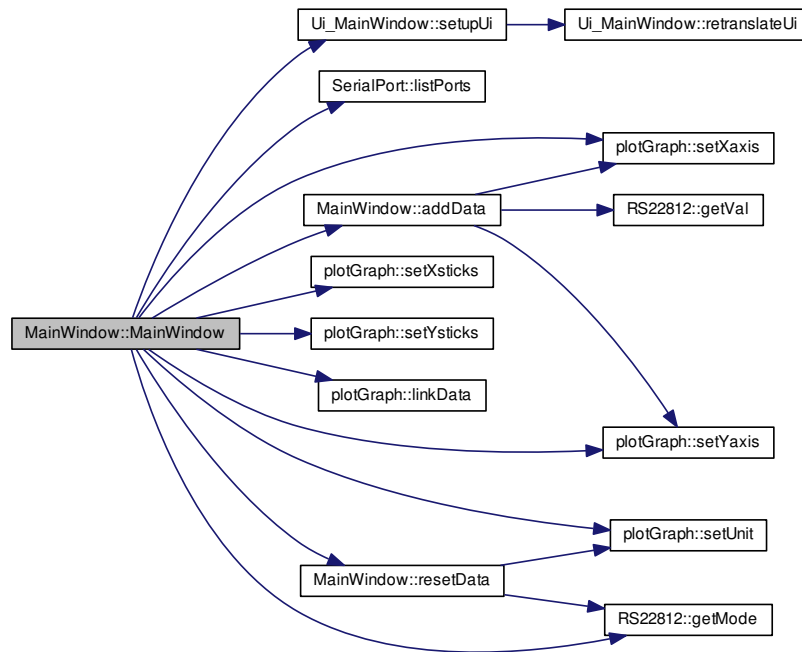 Ui_MainWindow::setupUi
Ui_MainWindow::retranslateUi
SerialPort::listPorts
plotGraph::setXaxis
MainWindow::addData
RS22812::getVal
plotGraph::setXsticks
MainWindow::MainWindow
plotGraph::setYsticks
plotGraph::linkData
plotGraph::setYaxis
plotGraph::setUnit
MainWindow::resetData
RS22812::getMode